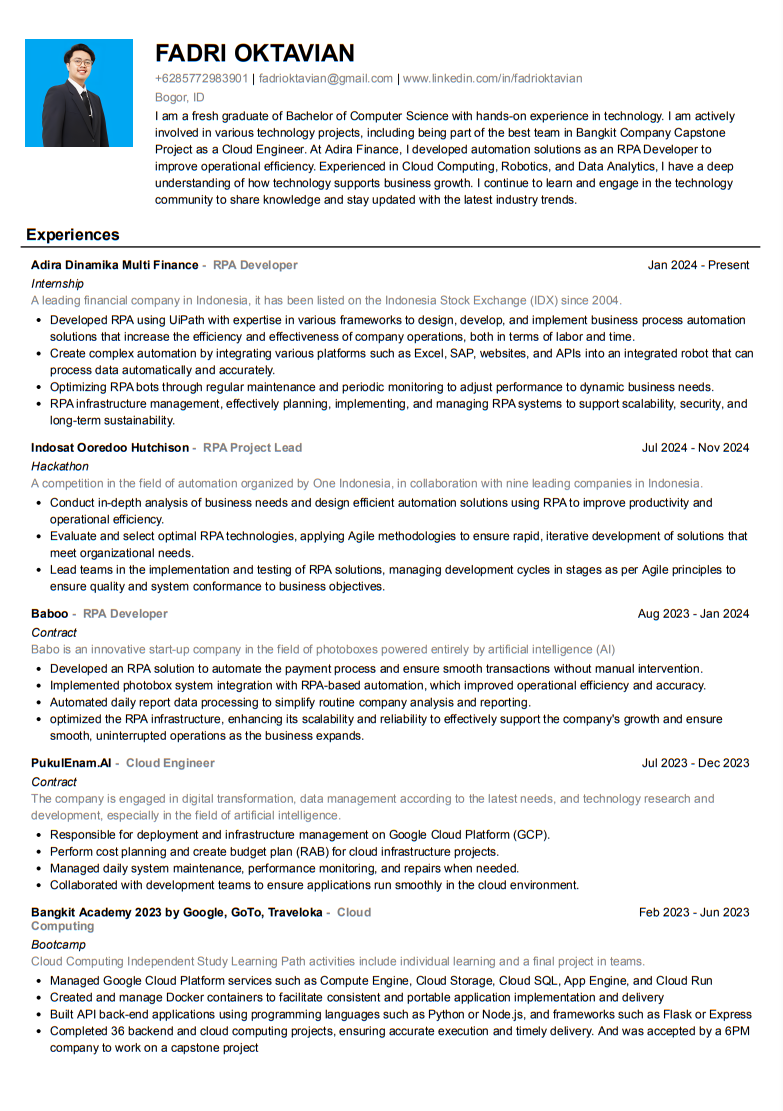 FADRI OKTAVIAN
+6285772983901 | fadrioktavian@gmail.com | www.linkedin.com/in/fadrioktavian
Bogor, ID
I am a fresh graduate of Bachelor of Computer Science with hands-on experience in technology. I am actively
involved in various technology projects, including being part of the best team in Bangkit Company Capstone
Project as a Cloud Engineer. At Adira Finance, I developed automation solutions as an RPA Developer to
improve operational efficiency. Experienced in Cloud Computing, Robotics, and Data Analytics, I have a deep
understanding of how technology supports business growth. I continue to learn and engage in the technology
community to share knowledge and stay updated with the latest industry trends.
Experiences
Adira Dinamika Multi Finance - RPA Developer Jan 2024 - Present
Internship
A leading financial company in Indonesia, it has been listed on the Indonesia Stock Exchange (IDX) since 2004.
• Developed RPA using UiPath with expertise in various frameworks to design, develop, and implement business process automation
solutions that increase the efficiency and effectiveness of company operations, both in terms of labor and time.
• Create complex automation by integrating various platforms such as Excel, SAP, websites, and APIs into an integrated robot that can
process data automatically and accurately.
• Optimizing RPA bots through regular maintenance and periodic monitoring to adjust performance to dynamic business needs.
• RPA infrastructure management, effectively planning, implementing, and managing RPA systems to support scalability, security, and
long-term sustainability.
Indosat Ooredoo Hutchison - RPA Project Lead Jul 2024 - Nov 2024
Hackathon
A competition in the field of automation organized by One Indonesia, in collaboration with nine leading companies in Indonesia.
• Conduct in-depth analysis of business needs and design efficient automation solutions using RPA to improve productivity and
operational efficiency.
• Evaluate and select optimal RPA technologies, applying Agile methodologies to ensure rapid, iterative development of solutions that
meet organizational needs.
• Lead teams in the implementation and testing of RPA solutions, managing development cycles in stages as per Agile principles to
ensure quality and system conformance to business objectives.
Baboo - RPA Developer Aug 2023 - Jan 2024
Contract
Babo is an innovative start-up company in the field of photoboxes powered entirely by artificial intelligence (AI)
• Developed an RPA solution to automate the payment process and ensure smooth transactions without manual intervention.
• Implemented photobox system integration with RPA-based automation, which improved operational efficiency and accuracy.
• Automated daily report data processing to simplify routine company analysis and reporting.
• optimized the RPA infrastructure, enhancing its scalability and reliability to effectively support the company's growth and ensure
smooth, uninterrupted operations as the business expands.
PukulEnam.AI - Cloud Engineer Jul 2023 - Dec 2023
Contract
The company is engaged in digital transformation, data management according to the latest needs, and technology research and
development, especially in the field of artificial intelligence.
• Responsible for deployment and infrastructure management on Google Cloud Platform (GCP).
• Perform cost planning and create budget plan (RAB) for cloud infrastructure projects.
• Managed daily system maintenance, performance monitoring, and repairs when needed.
• Collaborated with development teams to ensure applications run smoothly in the cloud environment.
Bangkit Academy 2023 by Google, GoTo, Traveloka - Cloud Feb 2023 - Jun 2023
Computing
Bootcamp
Cloud Computing Independent Study Learning Path activities include individual learning and a final project in teams.
• Managed Google Cloud Platform services such as Compute Engine, Cloud Storage, Cloud SQL, App Engine, and Cloud Run
• Created and manage Docker containers to facilitate consistent and portable application implementation and delivery
• Built API back-end applications using programming languages such as Python or Node.js, and frameworks such as Flask or Express
• Completed 36 backend and cloud computing projects, ensuring accurate execution and timely delivery. And was accepted by a 6PM
company to work on a capstone project